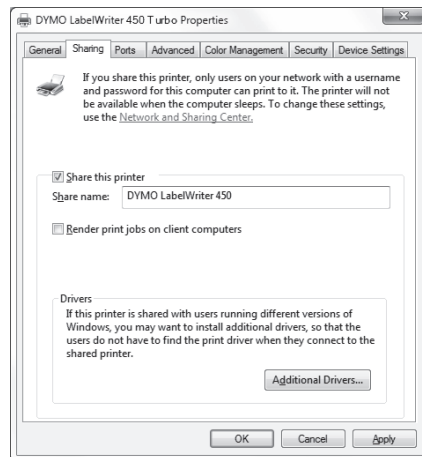 DYMO LabelWriter 450 Turbo Properties
General Sharing Ports Advanced Color Management Security Device Settings
If you share this printer, only users on your network with a username
and password for this computer can print to it. The printer will not
be available when the computer sleeps. To change these settings,
use the Network and Sharing Center.
Share this printer
Share name: DYMO LabelWriter 450
Render print jobs on client computers
Drivers
If this printer is shared with users running different versions of
Windows, you may want to install additional drivers, so that the
users do not have to find the print driver when they connect to the
shared printer.
Additional Drivers...
OK Cancel Apply